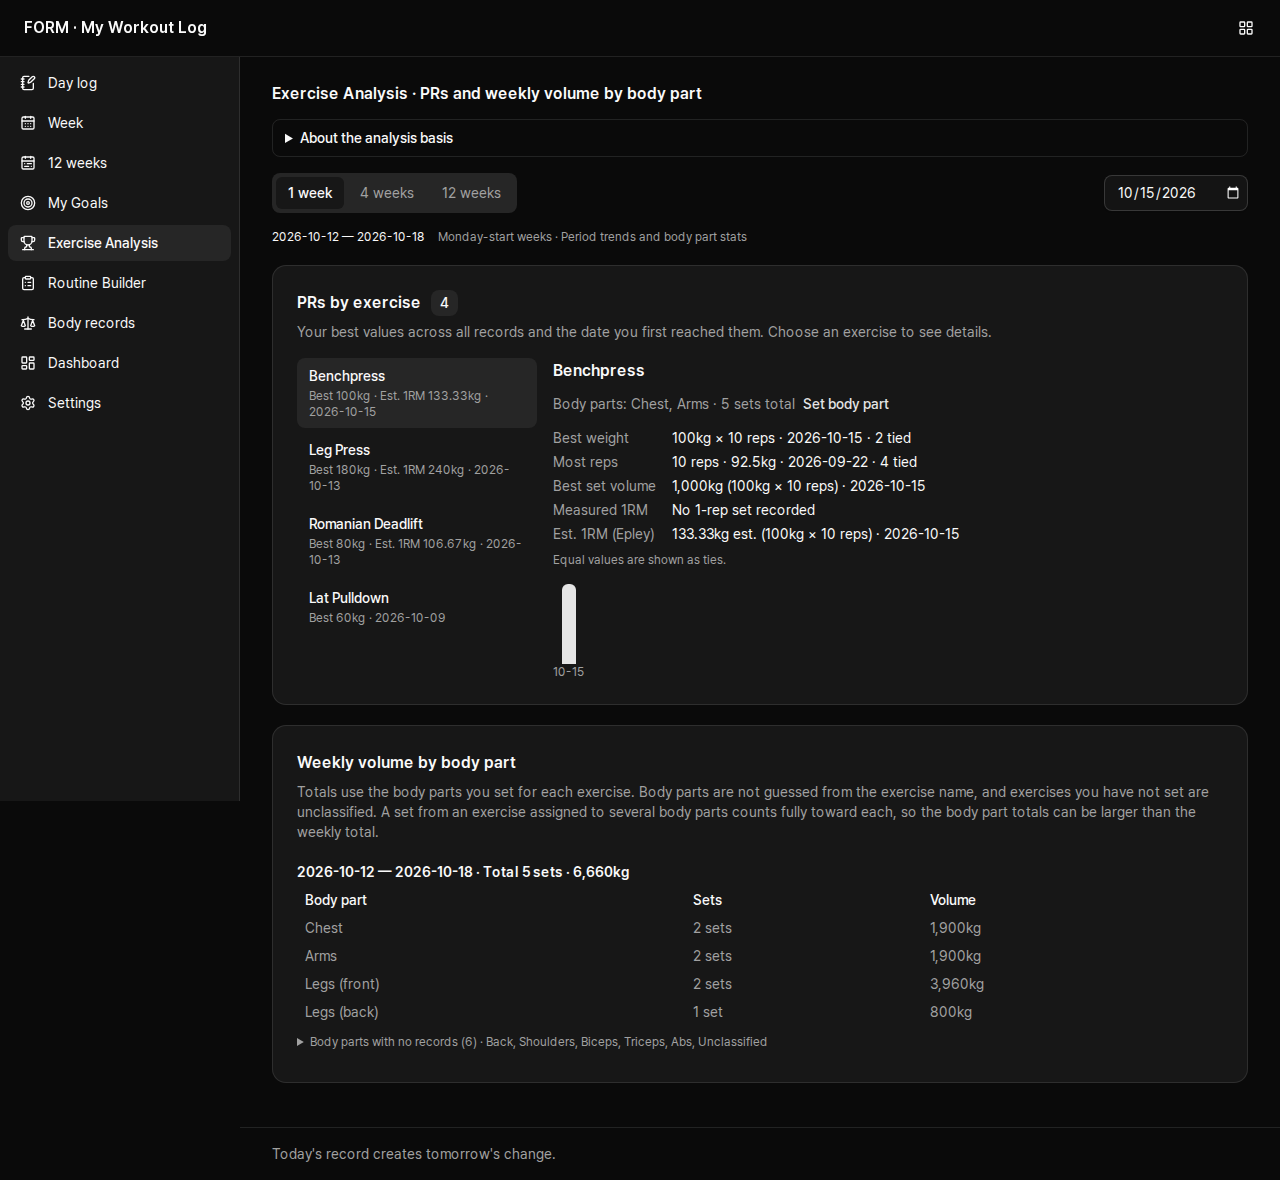 FORM · My Workout Log
Day log
Week
12 weeks
My Goals
Exercise Analysis
Routine Builder
Body records
Dashboard
Settings
Exercise Analysis · PRs and weekly volume by body part
About the analysis basis
1 week
4 weeks
12 weeks
10/15/2026
2026-10-12 — 2026-10-18 Monday-start weeks · Period trends and body part stats
PRs by exercise 4
Your best values across all records and the date you first reached them. Choose an exercise to see details.
Benchpress
Best 100kg · Est. 1RM 133.33kg ·
2026-10-15
Leg Press
Best 180kg · Est. 1RM 240kg · 2026-
10-13
Romanian Deadlift
Best 80kg · Est. 1RM 106.67kg · 2026-
10-13
Lat Pulldown
Best 60kg · 2026-10-09
Benchpress
Body parts: Chest, Arms · 5 sets total Set body part
Best weight 100kg × 10 reps · 2026-10-15 · 2 tied
Most reps 10 reps · 92.5kg · 2026-09-22 · 4 tied
Best set volume 1,000kg (100kg × 10 reps) · 2026-10-15
Measured 1RM No 1-rep set recorded
Est. 1RM (Epley) 133.33kg est. (100kg × 10 reps) · 2026-10-15
Equal values are shown as ties.
10-15
Weekly volume by body part
Totals use the body parts you set for each exercise. Body parts are not guessed from the exercise name, and exercises you have not set are
unclassified. A set from an exercise assigned to several body parts counts fully toward each, so the body part totals can be larger than the
weekly total.
2026-10-12 — 2026-10-18 · Total 5 sets · 6,660kg
Body part Sets Volume
Chest 2 sets 1,900kg
Arms 2 sets 1,900kg
Legs (front) 2 sets 3,960kg
Legs (back) 1 set 800kg
Body parts with no records (6) · Back, Shoulders, Biceps, Triceps, Abs, Unclassified
Today's record creates tomorrow's change.